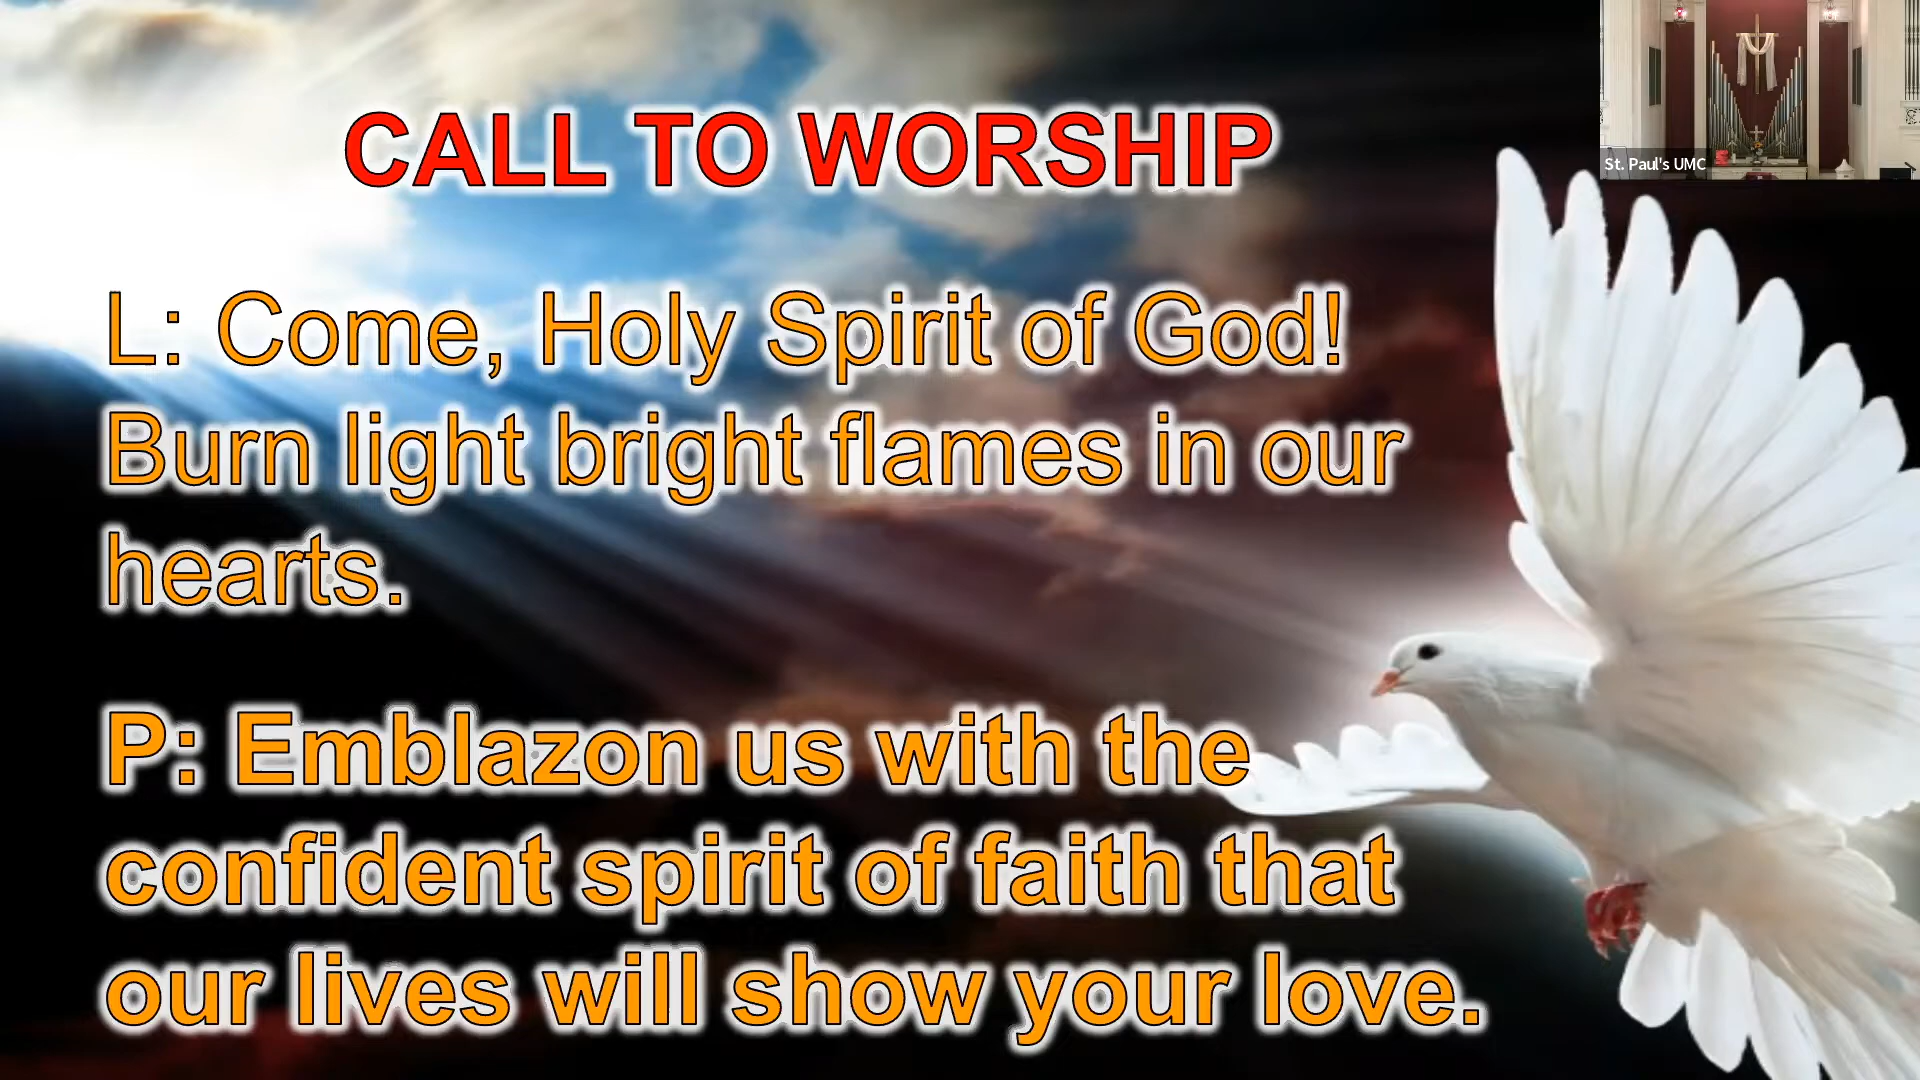 St. Paul's UMC
CALL TO WORSHIP
L: Come, Holy Spirit of God!
Burn light bright flames in our
hearts.
P: Emblazon us with the
confident spirit of faith that
our lives will show your love.